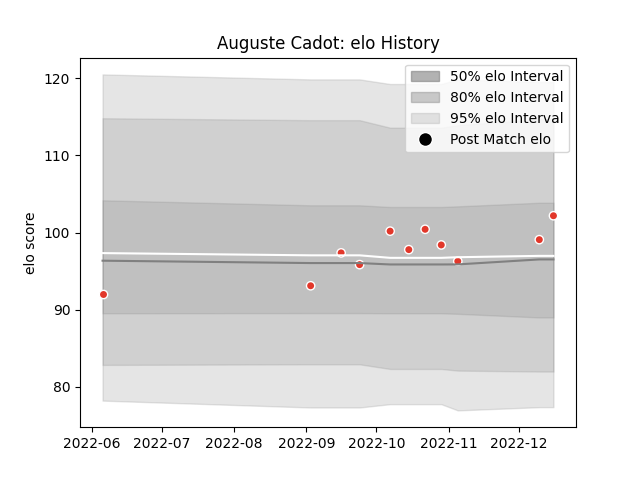 Auguste Cadot: elo History
50% elo Interval
80% elo Interval
95% elo Interval
Post Match elo
elo score
120
110
100
90
80
2022-06 2022-07 2022-08 2022-09 2022-10 2022-11 2022-12